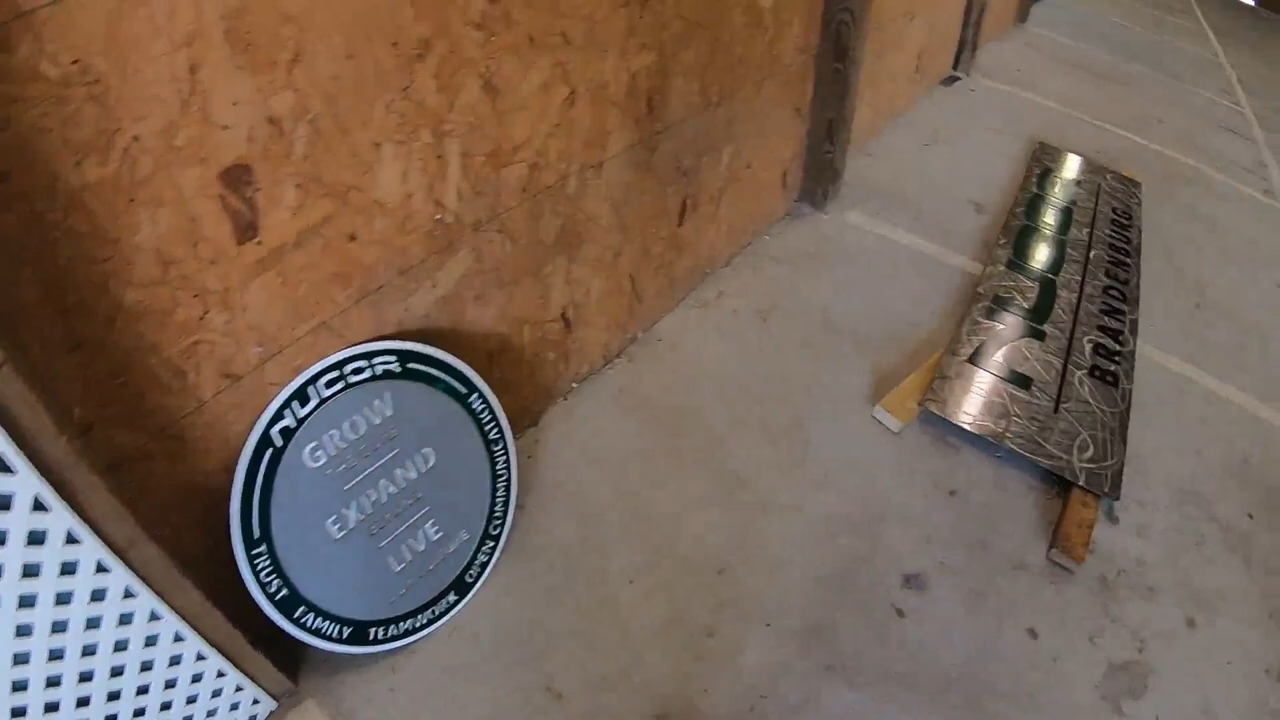 NUCOR
GROW
EXPAND
LIVE
TRUST FAMILY TEAMWORK OPEN COMMUNICATION
NUCOR
BRANDENBURG